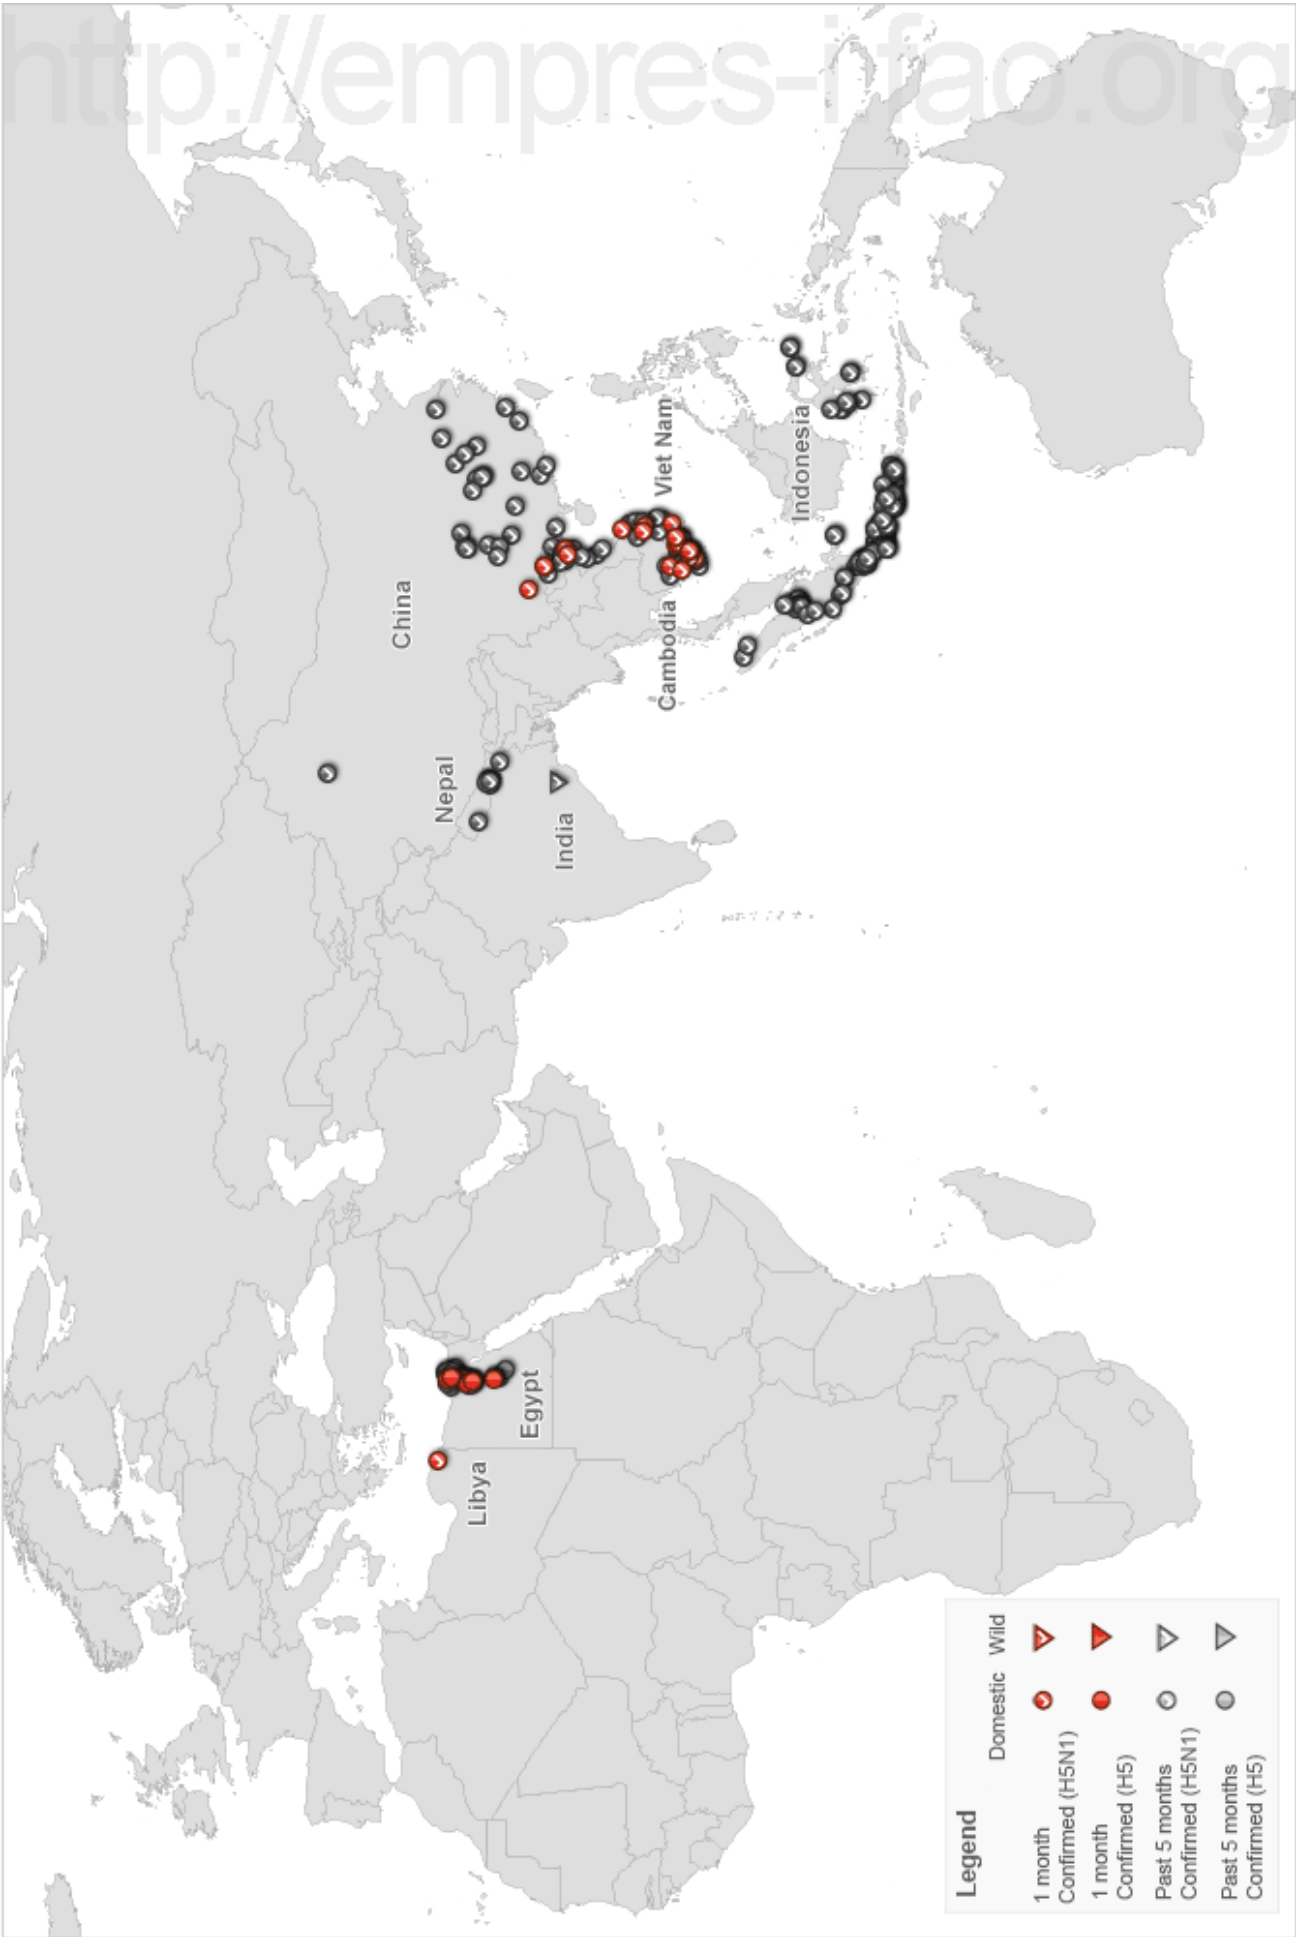 http://empres-i.fao.org
China
Nepal
India
Viet Nam
Cambodia
Indonesia
Egypt
Libya
Legend
Domestic Wild
1 month
Confirmed (H5N1)
1 month
Confirmed (H5)
Past 5 months
Confirmed (H5N1)
Past 5 months
Confirmed (H5)